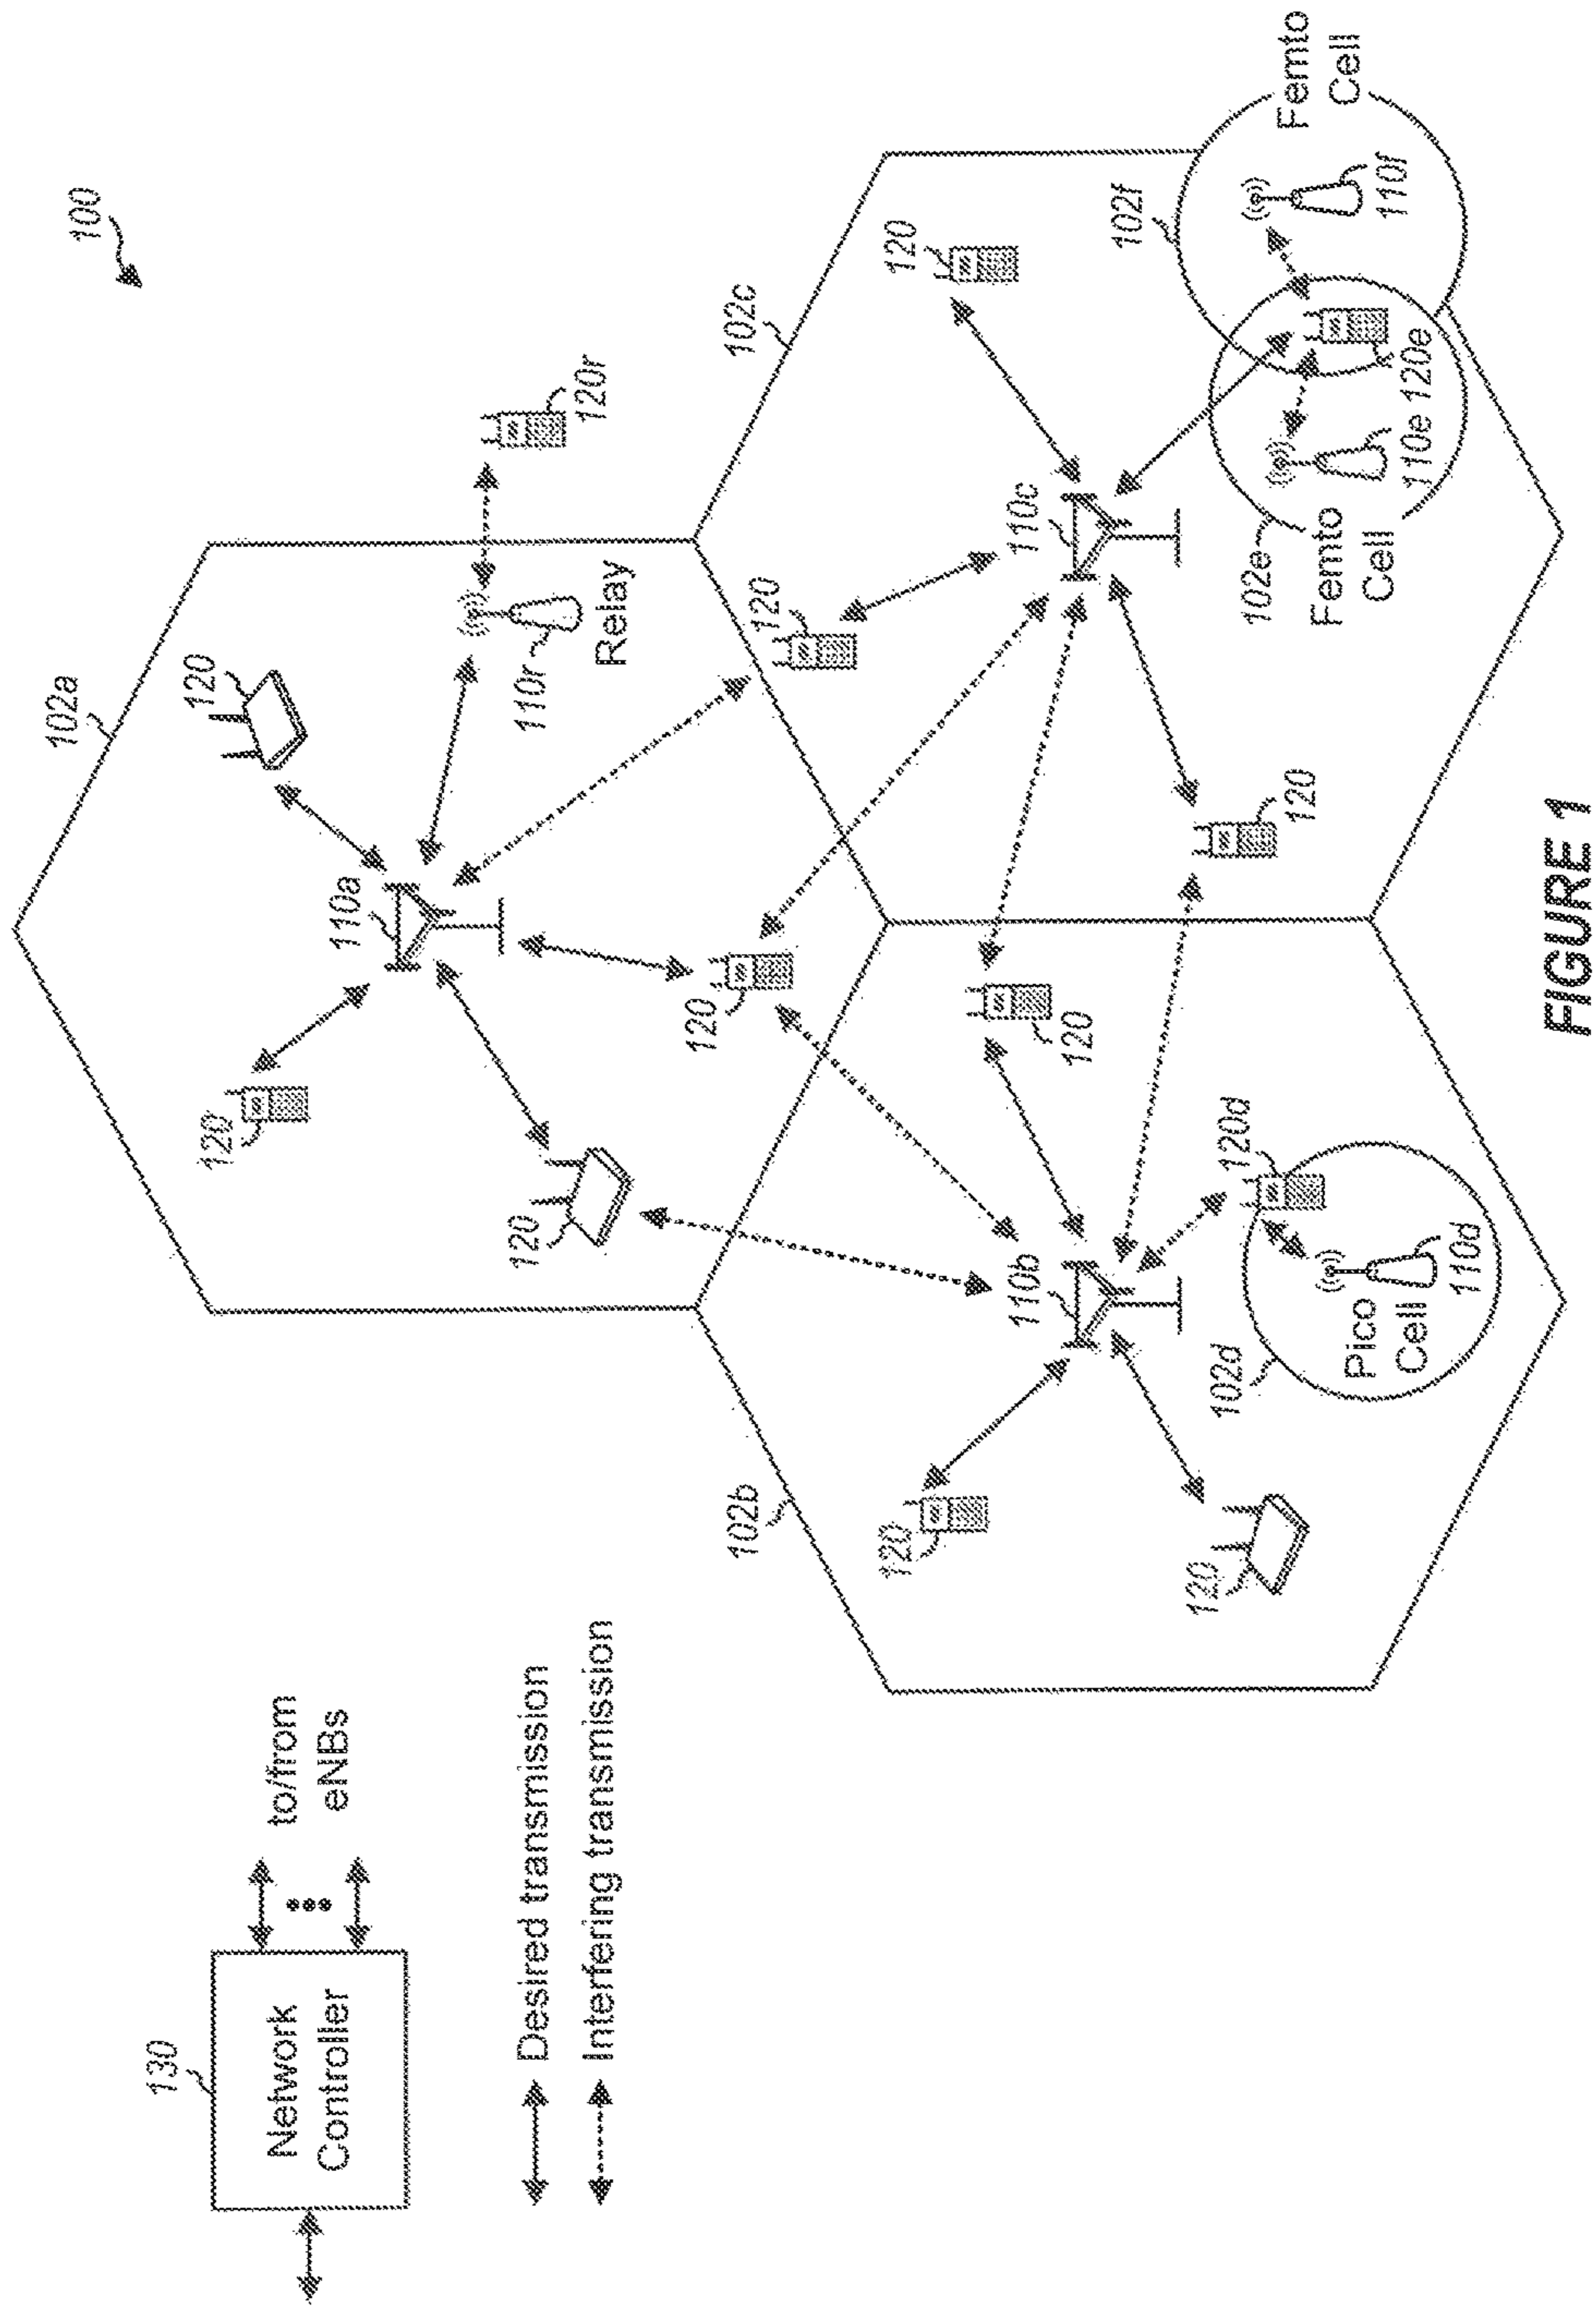 100
130
Network
Controller
to/from
eNBs
Desired transmission
Interfering transmission
102a
120
120
110a
120
120
110r
Relay
120r
102b
120
120
110b
120
120d
102d
Pico
Cell
110d
102c
120
120
110c
120
102e
Femto
Cell
110e
120e
102f
110f
Femto
Cell
FIGURE 1